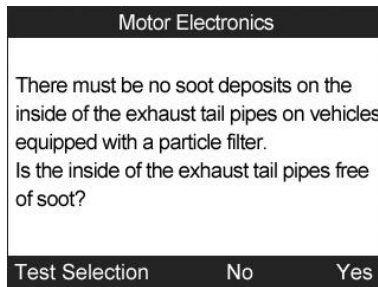 Motor Electronics
There must be no soot deposits on the
inside of the exhaust tail pipes on vehicles
equipped with a particle filter.
Is the inside of the exhaust tail pipes free
of soot?
Test Selection No Yes